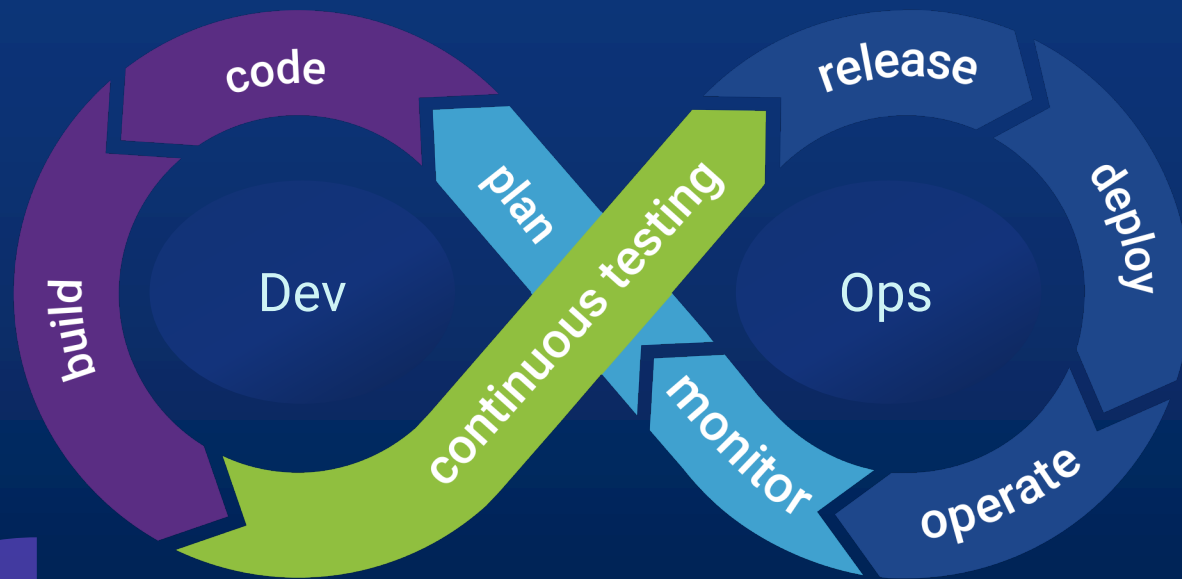 code
release
plan
deploy
continuous testing
Dev
Ops
build
monitor
operate